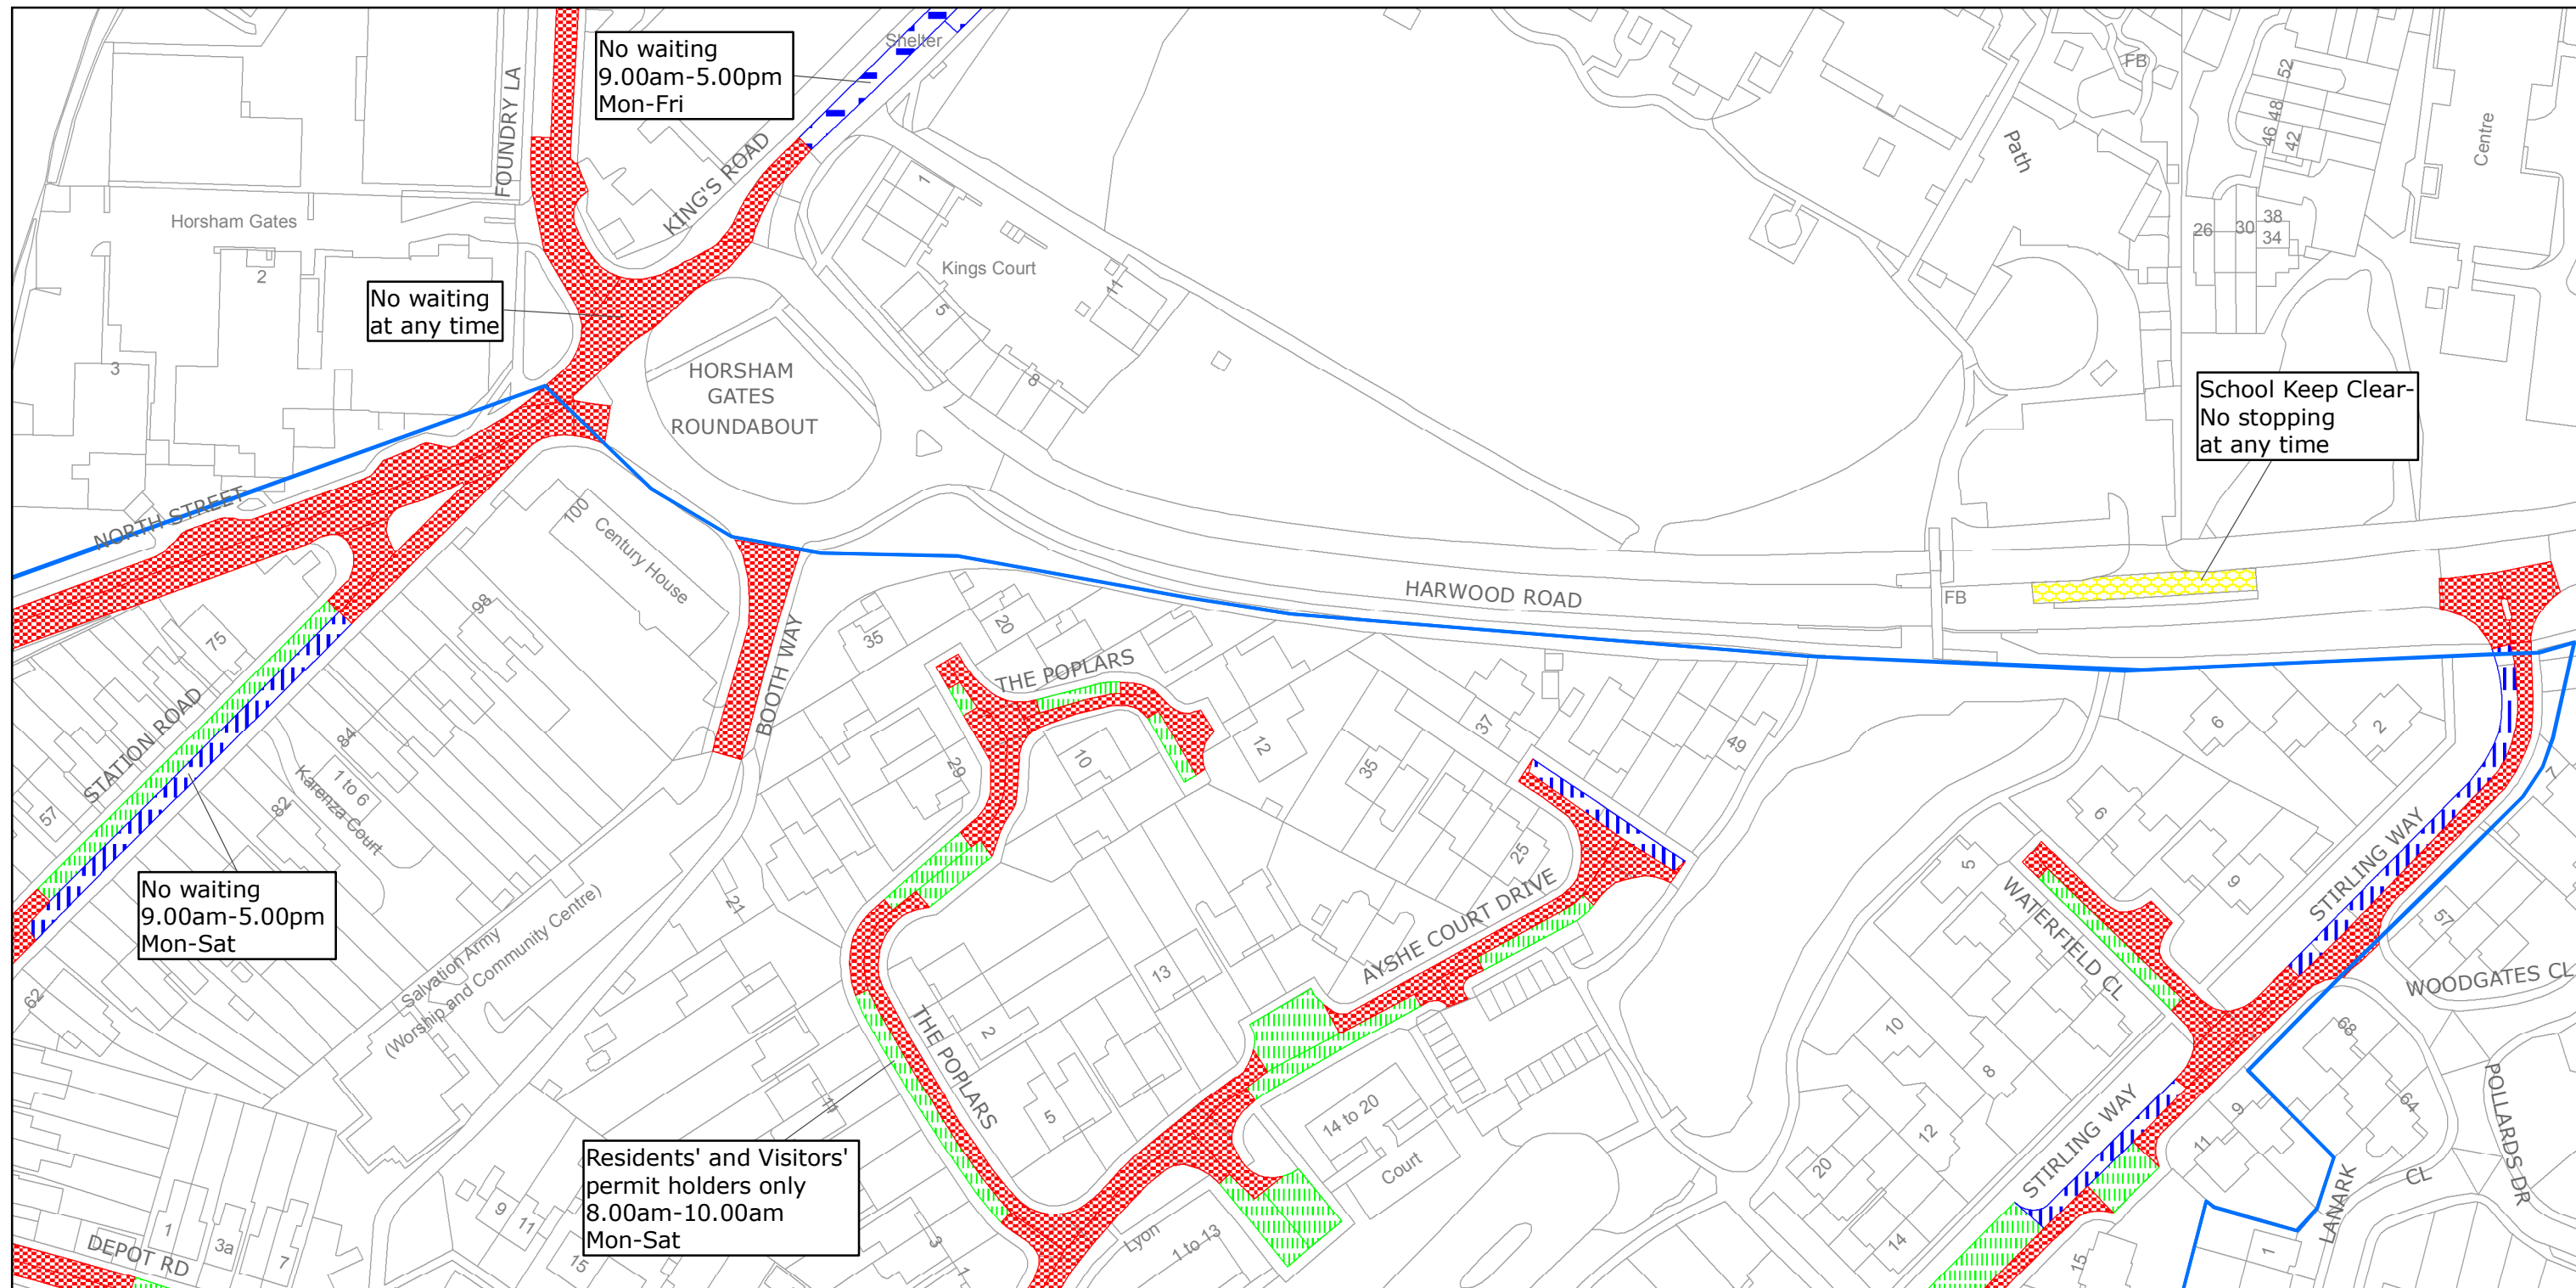 No waiting
9.00am-5.00pm
Mon-Fri
Shelter
FOUNDRY LA
KING'S ROAD
Horsham Gates
2
3
No waiting
at any time
HORSHAM
GATES
ROUNDABOUT
1
Kings Court
11
5
8
Path
FB
52
48
46
42
Centre
38
34
30
26
School Keep Clear-
No stopping
at any time
NORTH STREET
100
Century House
98
75
HARWOOD ROAD
FB
BOOTH WAY
35
20
THE POPLARS
STATION ROAD
84
1 to 6
Karenza Court
82
57
29
10
12
37
49
35
25
6
2
7
6
9
5
STIRLING WAY
WATERFIELD CL
57
WOODGATES CL
No waiting
9.00am-5.00pm
Mon-Sat
62
Salvation Army
(Worship and Community Centre)
21
13
2
THE POPLARS
5
AYSHE COURT DRIVE
14 to 20
Court
10
8
12
20
14
STIRLING WAY
68
64
9
11
POLLARDS DR
LANARK
CL
1
15
Residents' and Visitors'
permit holders only
8.00am-10.00am
Mon-Sat
11
9
11
15
3
1
Lyon
1 to 13
1
3a
7
DEPOT RD